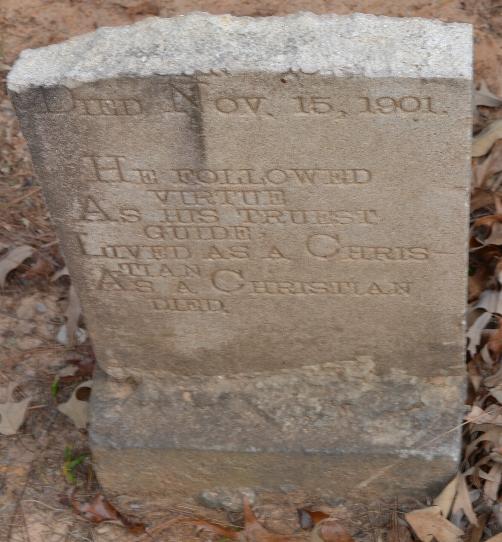 Died Nov. 15, 1901.
He followed
virtue
As his truest
guide.
Lived as a Chris-
tian
As a Christian
died.